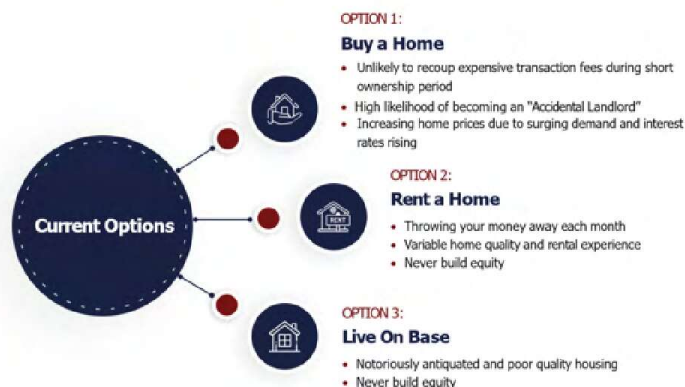 OPTION 1:
Buy a Home
• Unlikely to recoup expensive transaction fees during short
ownership period
• High likelihood of becoming an "Accidental Landlord"
• Increasing home prices due to surging demand and interest
rates rising
OPTION 2:
Rent a Home
RENT
• Throwing your money away each month
• Variable home quality and rental experience
• Never build equity
Current Options
OPTION 3:
Live On Base
• Notoriously antiquated and poor quality housing
• Never build equity